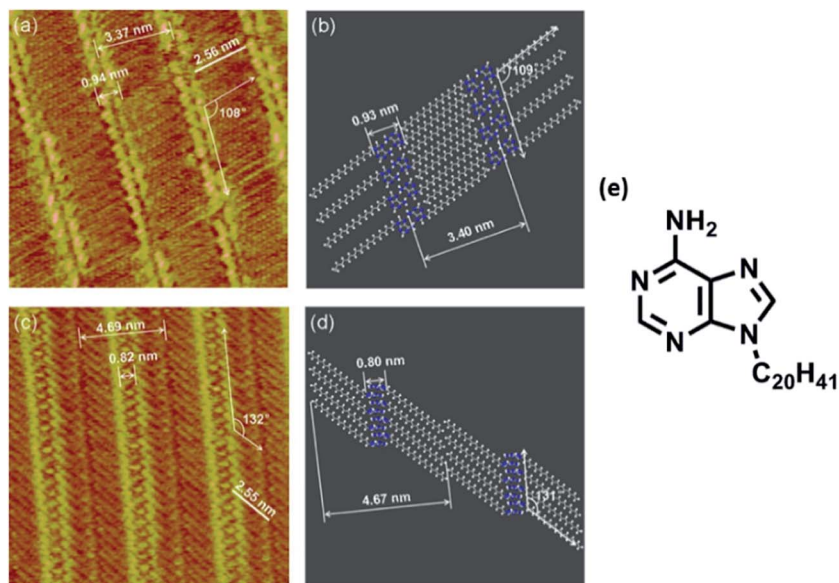 (a)
3.37 nm
2.56 nm
0.94 nm
108°
(b)
109°
0.93 nm
3.40 nm
(c)
4.69 nm
0.82 nm
132°
2.55 nm
(d)
0.80 nm
131°
4.67 nm
(e)
NH2
N
N
N
N
C20H41